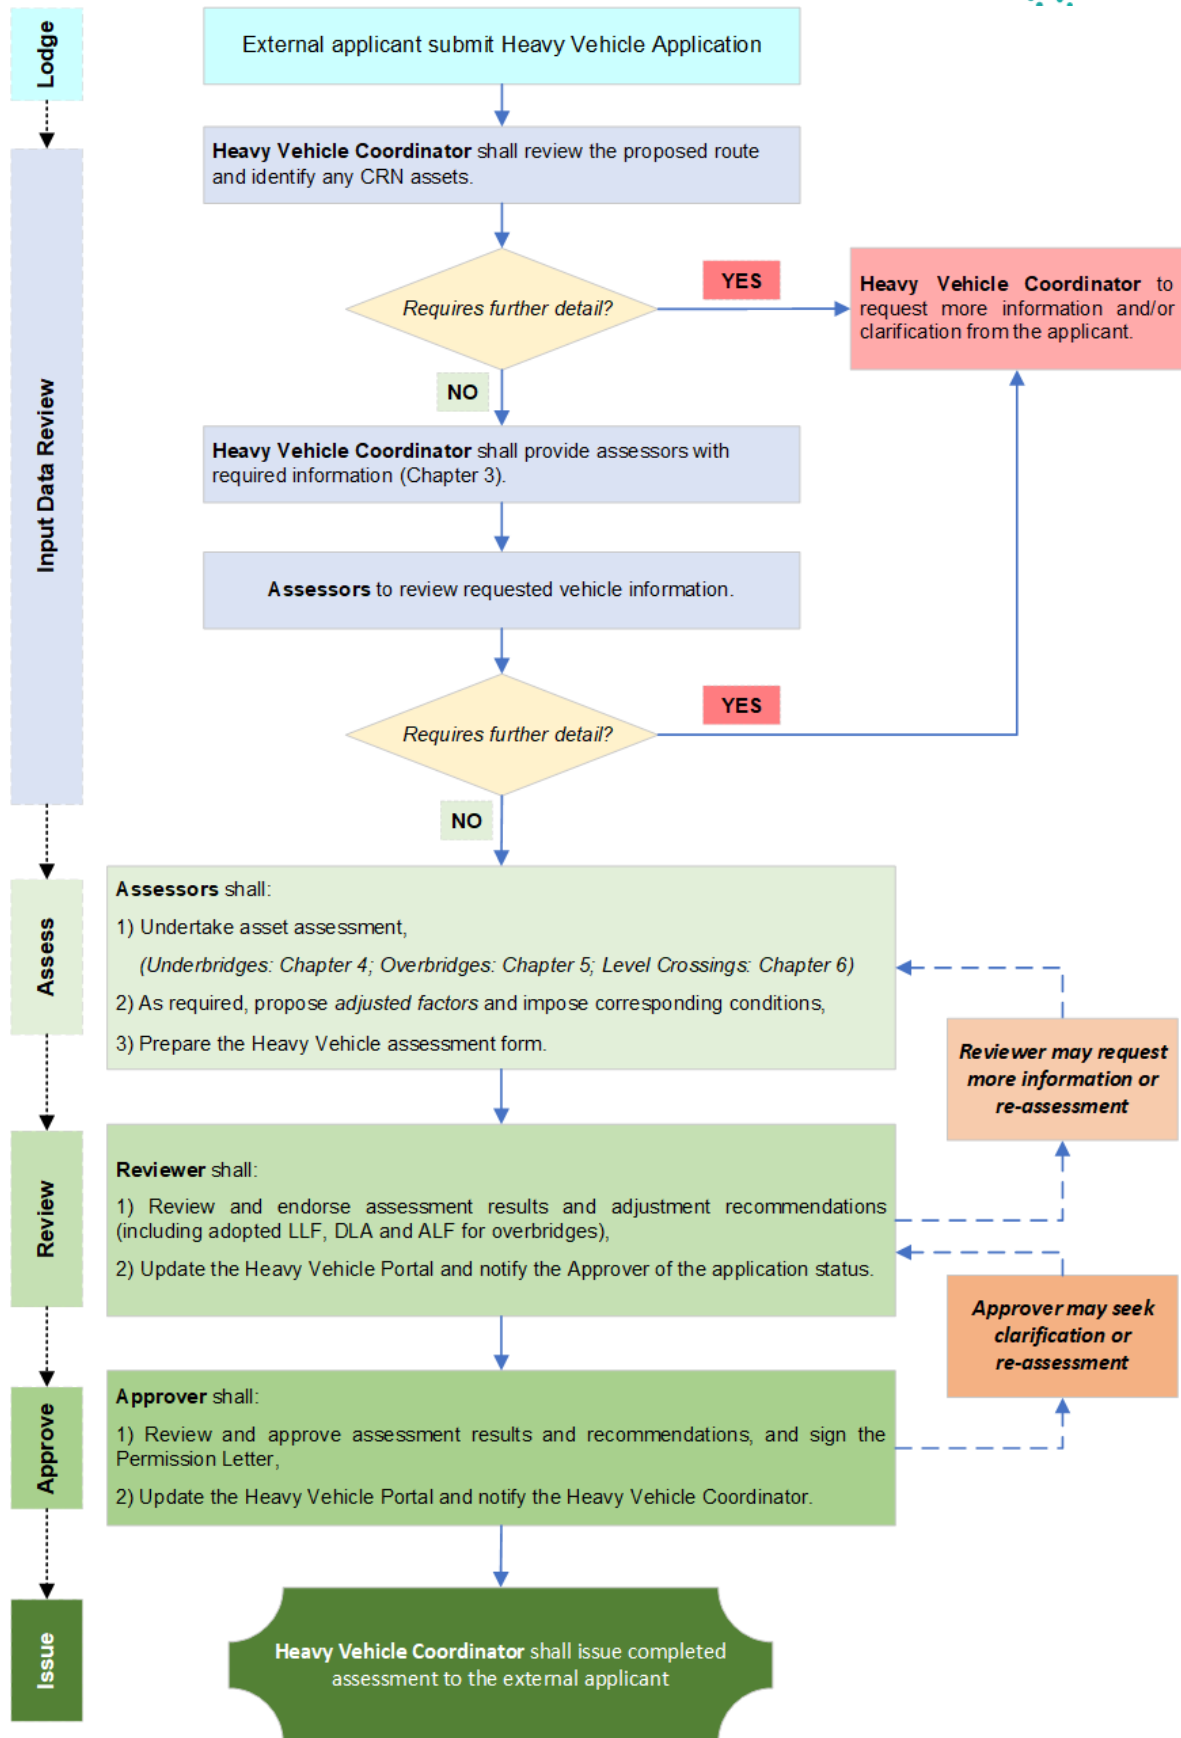 Lodge
External applicant submit Heavy Vehicle Application
Input Data Review
Heavy Vehicle Coordinator shall review the proposed route
and identify any CRN assets.
Requires further detail?
YES
Heavy Vehicle Coordinator to
request more information and/or
clarification from the applicant.
NO
Heavy Vehicle Coordinator shall provide assessors with
required information (Chapter 3).
Assessors to review requested vehicle information.
Requires further detail?
YES
NO
Assess
Assessors shall:
1) Undertake asset assessment,
(Underbridges: Chapter 4; Overbridges: Chapter 5; Level Crossings: Chapter 6)
2) As required, propose adjusted factors and impose corresponding conditions,
3) Prepare the Heavy Vehicle assessment form.
Reviewer may request
more information or
re-assessment
Review
Reviewer shall:
1) Review and endorse assessment results and adjustment recommendations
(including adopted LLF, DLA and ALF for overbridges),
2) Update the Heavy Vehicle Portal and notify the Approver of the application status.
Approver may seek
clarification or
re-assessment
Approve
Approver shall:
1) Review and approve assessment results and recommendations, and sign the
Permission Letter,
2) Update the Heavy Vehicle Portal and notify the Heavy Vehicle Coordinator.
Issue
Heavy Vehicle Coordinator shall issue completed
assessment to the external applicant